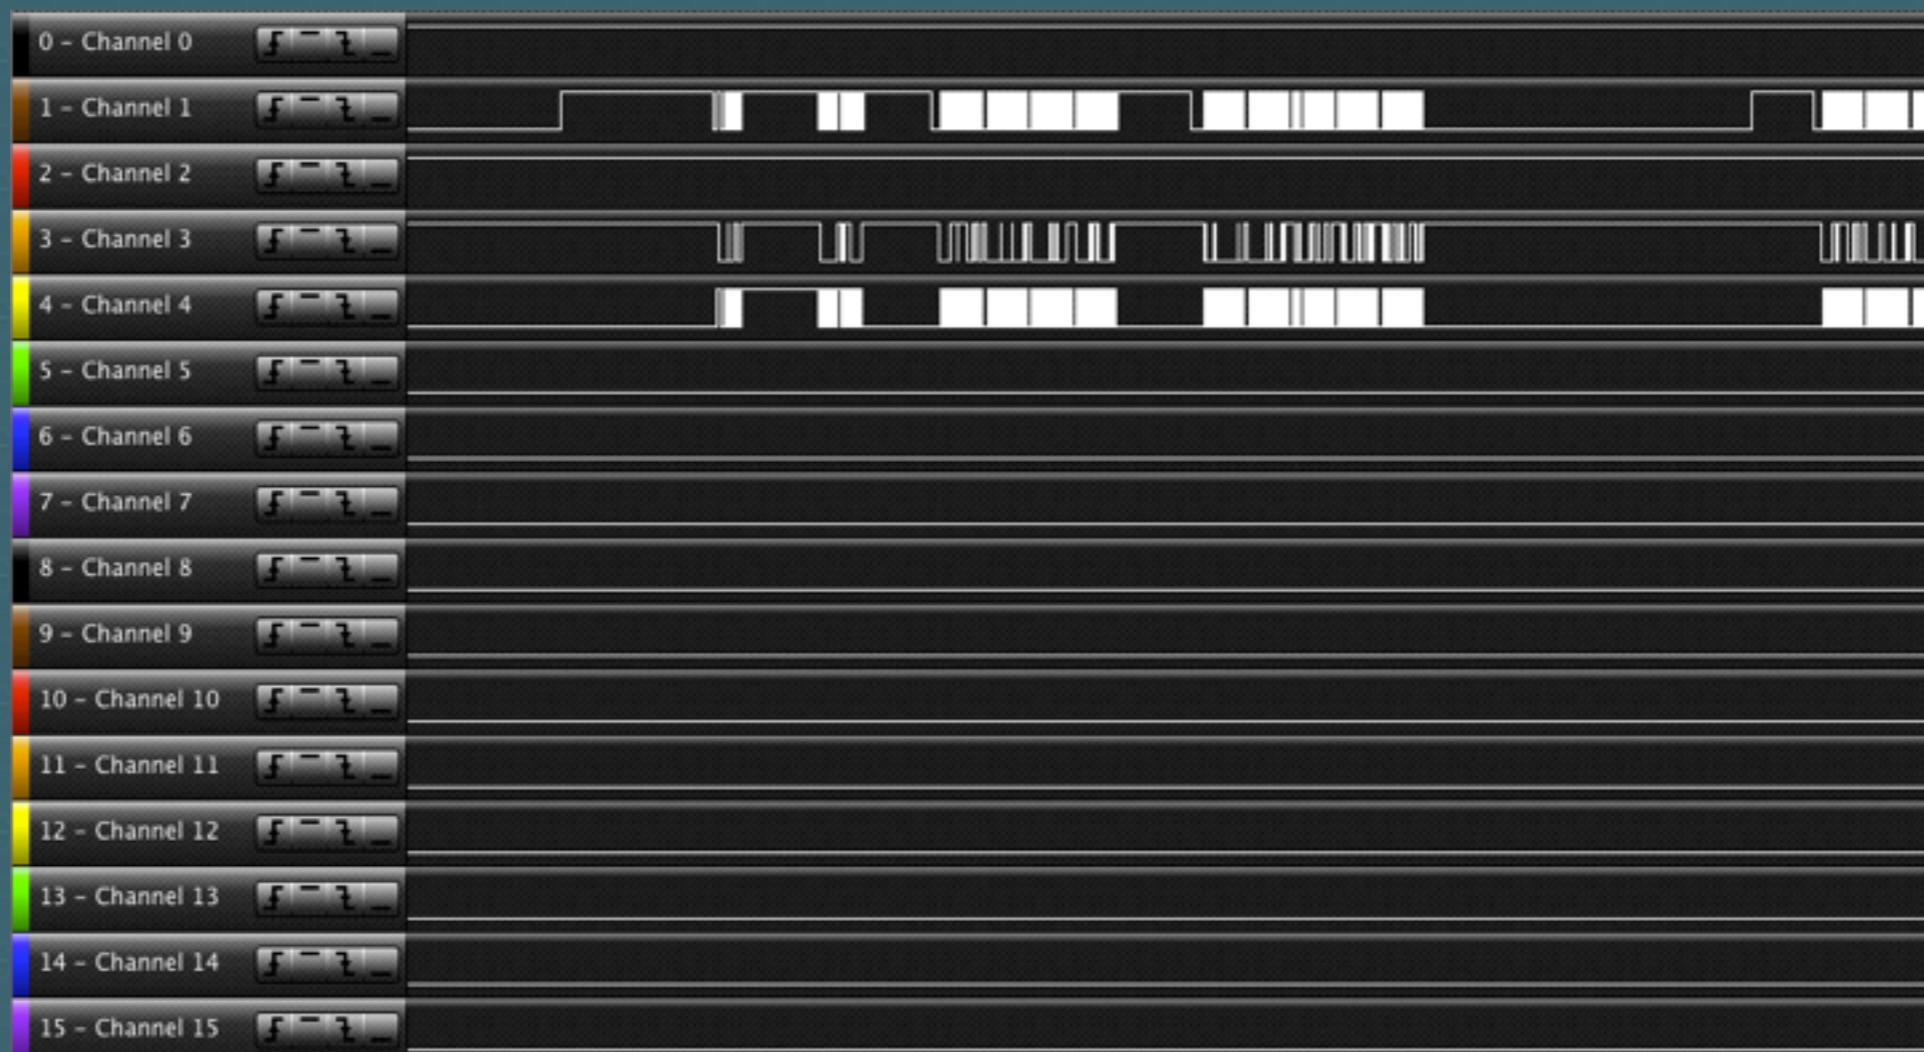 0 – Channel 0
1 – Channel 1
2 – Channel 2
3 – Channel 3
4 – Channel 4
5 – Channel 5
6 – Channel 6
7 – Channel 7
8 – Channel 8
9 – Channel 9
10 – Channel 10
11 – Channel 11
12 – Channel 12
13 – Channel 13
14 – Channel 14
15 – Channel 15